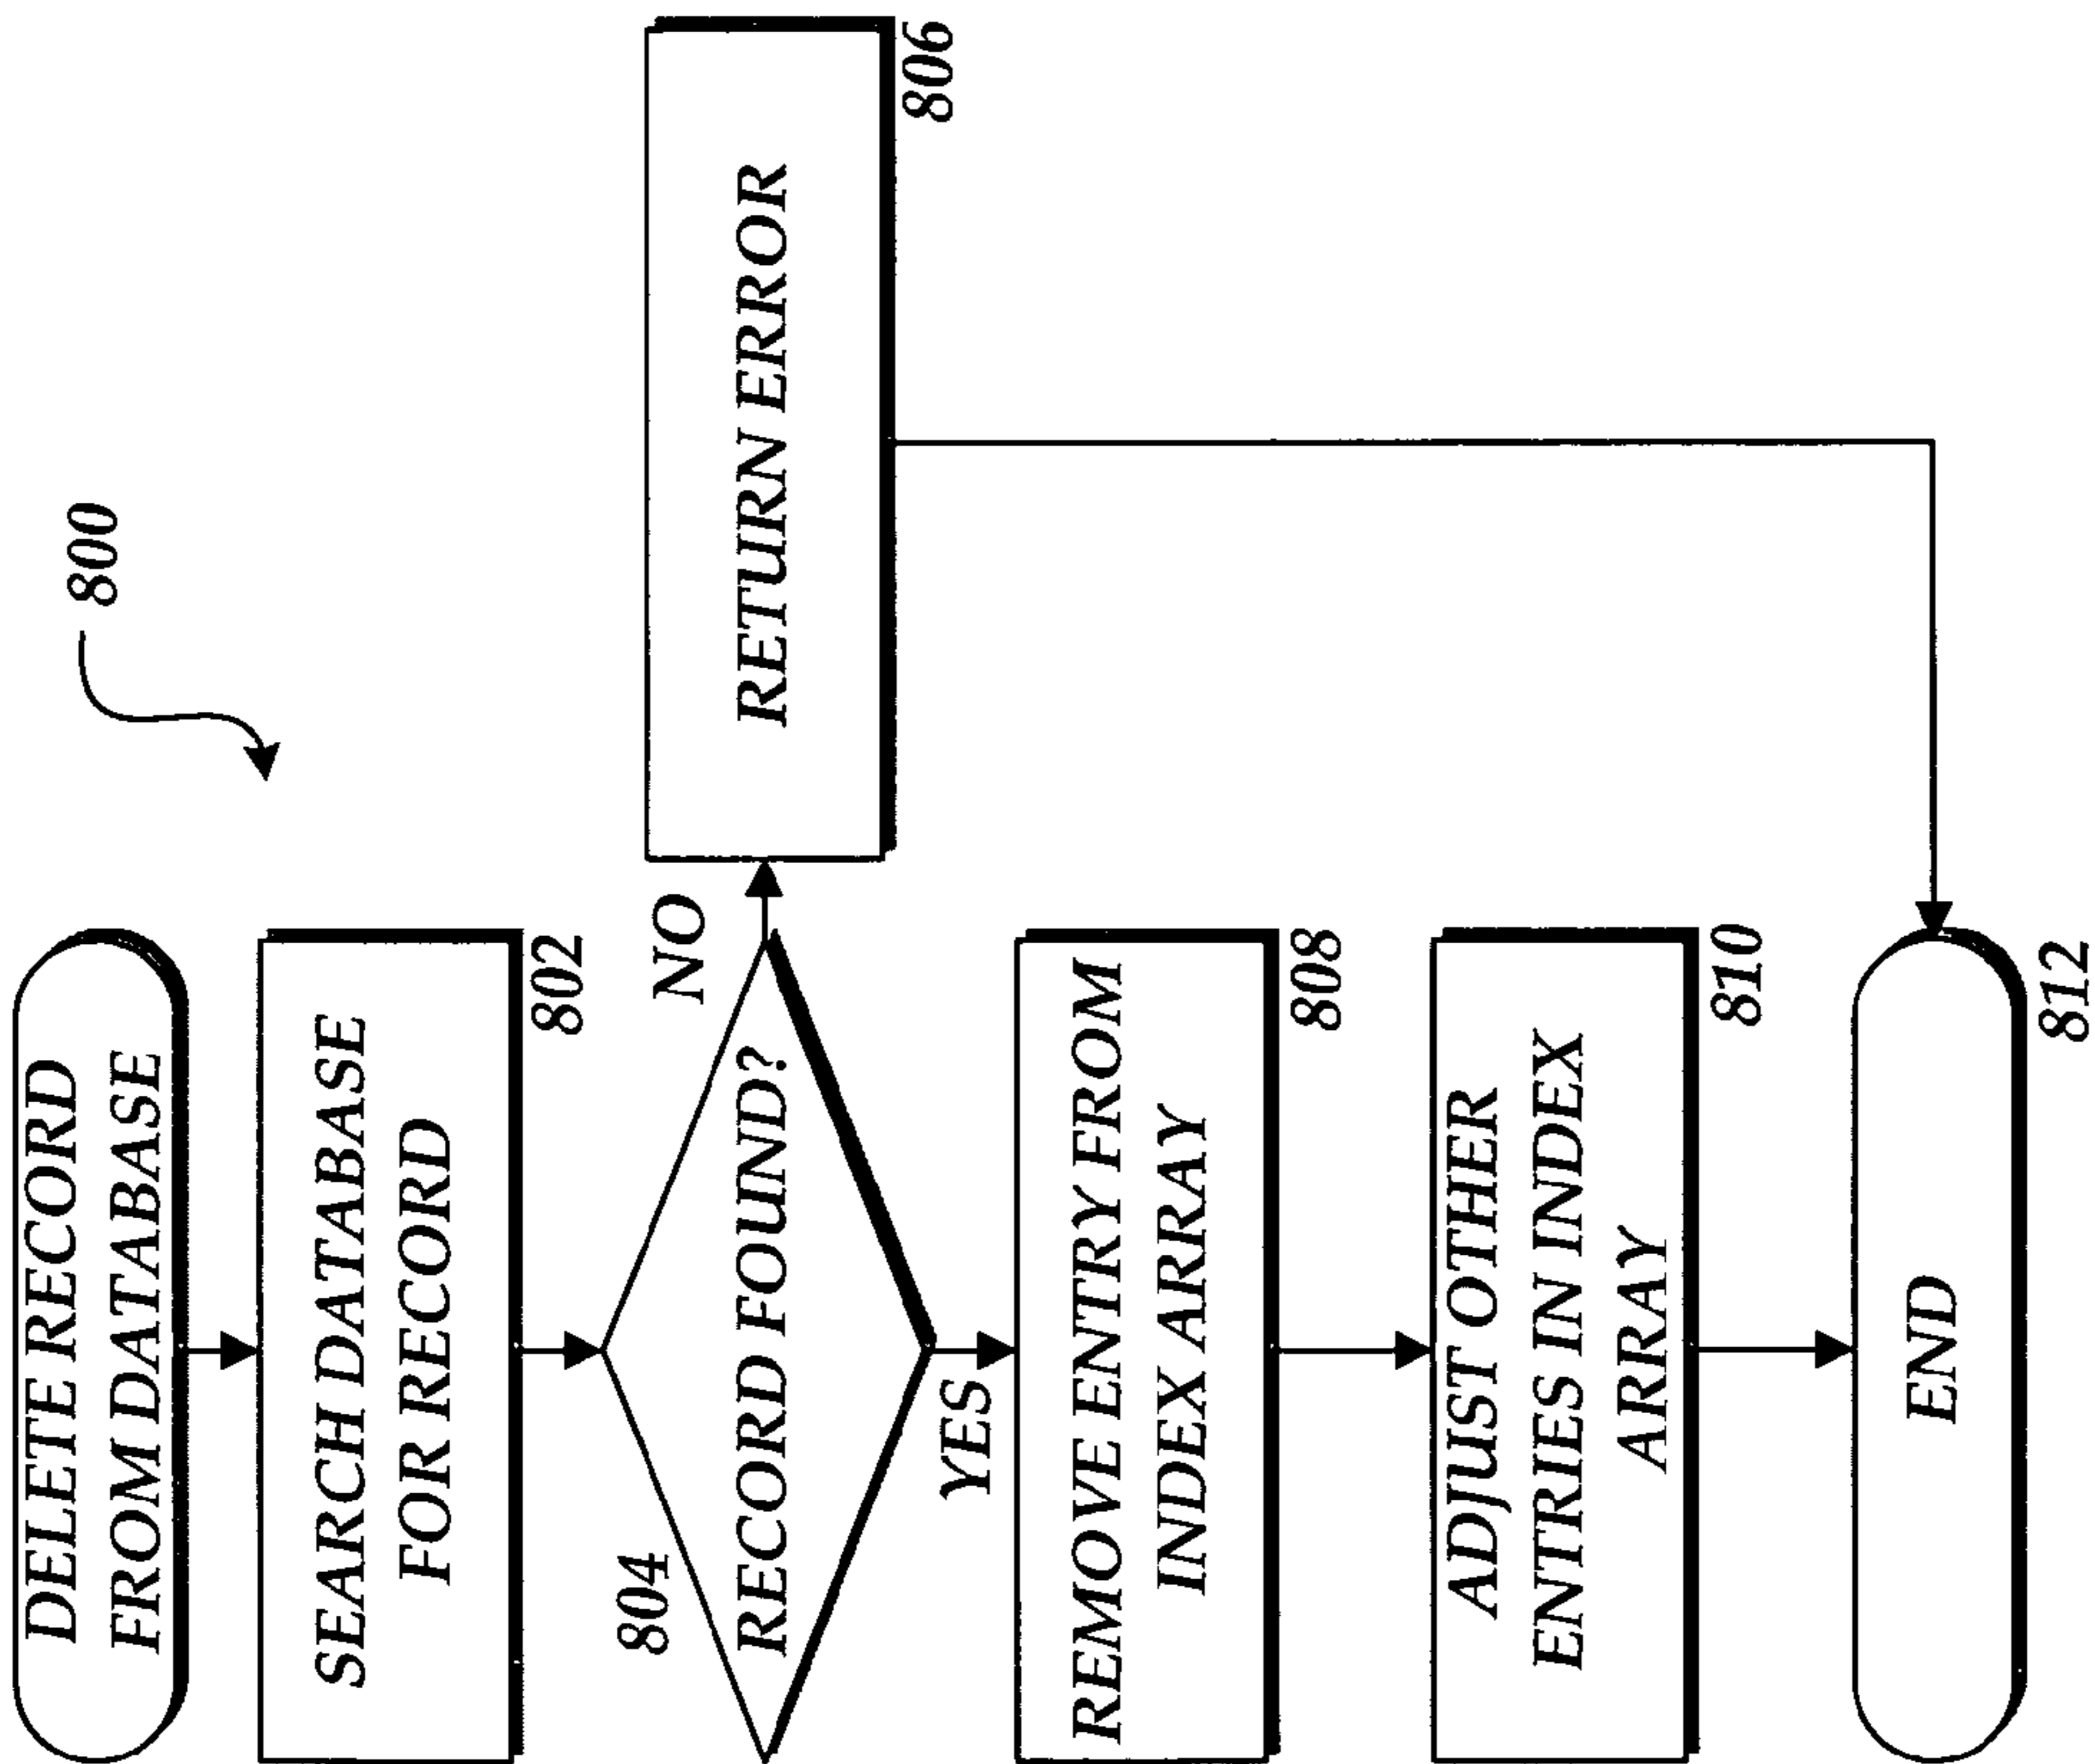 800
DELETE RECORD
FROM DATABASE
SEARCH DATABASE
FOR RECORD
802
804
RECORD FOUND?
NO
RETURN ERROR
806
YES
REMOVE ENTRY FROM
INDEX ARRAY
808
ADJUST OTHER
ENTRIES IN INDEX
ARRAY
810
END
812